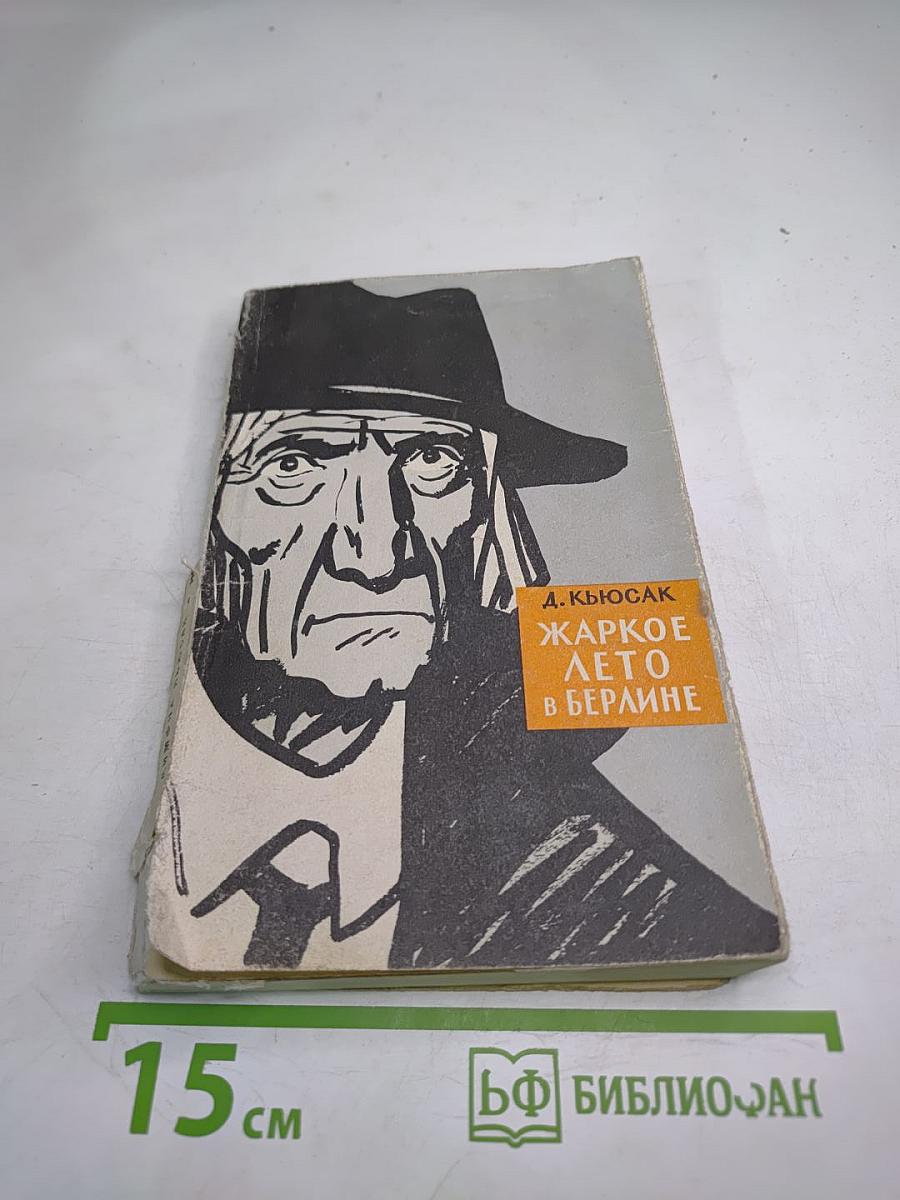 Д. КЬЮСАК
ЖАРКОЕ
ЛЕТО
В БЕРЛИНЕ
15 см
БФ БИБЛИОФАН